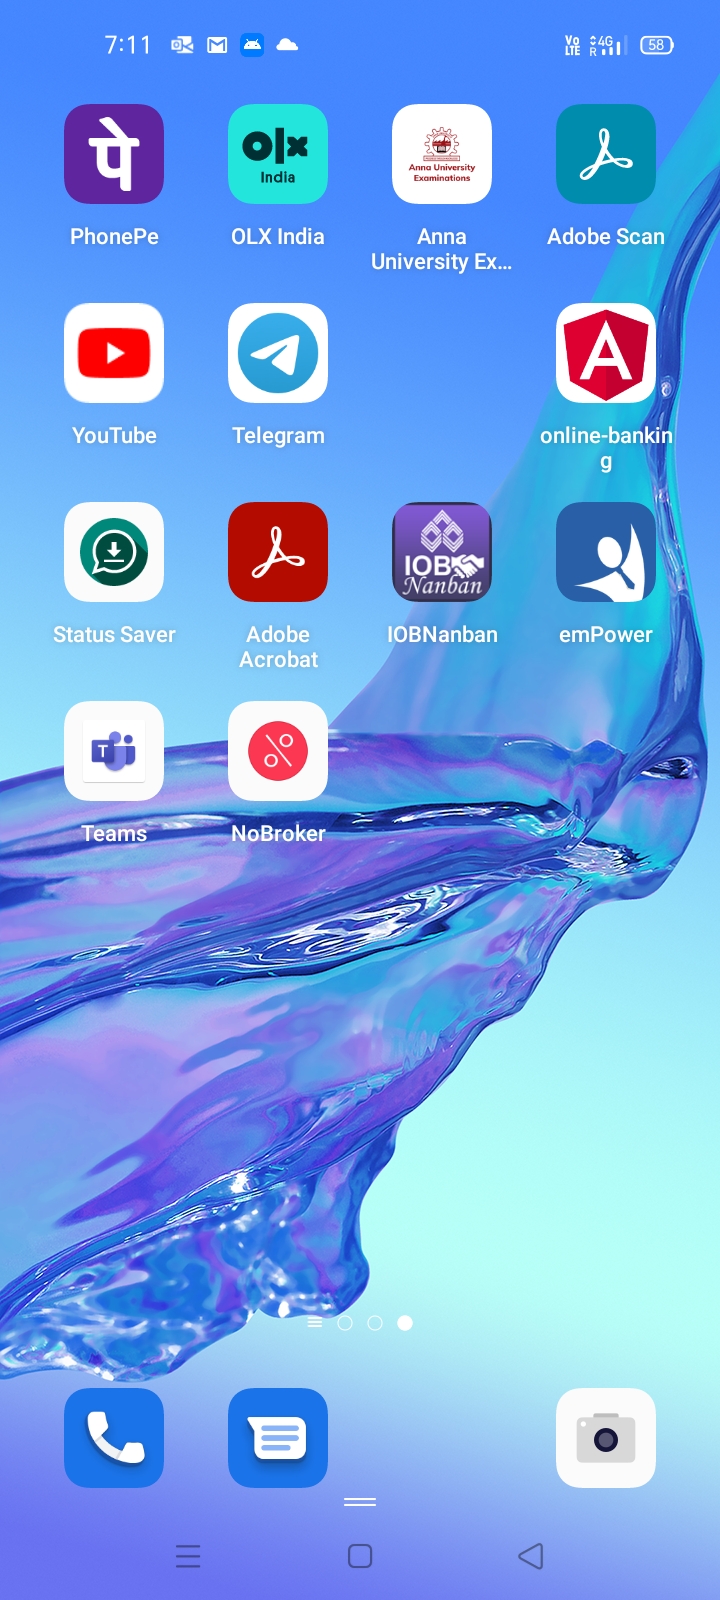 7:11
Vo
LTE
4G
R
58
पे
olx
India
Anna University
Examinations
PhonePe
OLX India
Anna
University Ex...
Adobe Scan
A
YouTube
Telegram
online-bankin
g
IOB
Nanban
Status Saver
Adobe
Acrobat
IOBNanban
emPower
T
Teams
NoBroker